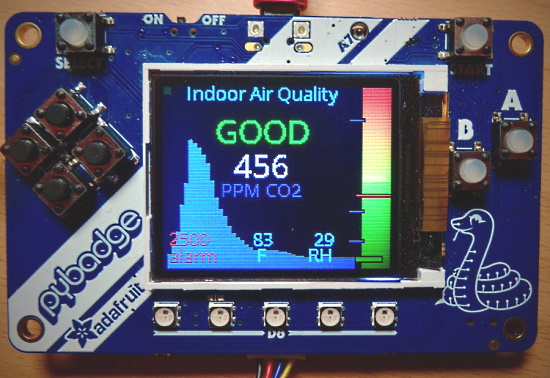 ON OFF
A7
SELECT
START
Indoor Air Quality
GOOD
456
PPM CO2
2500 83 29
alarm F RH
B
A
pybadge
adafruit
D8